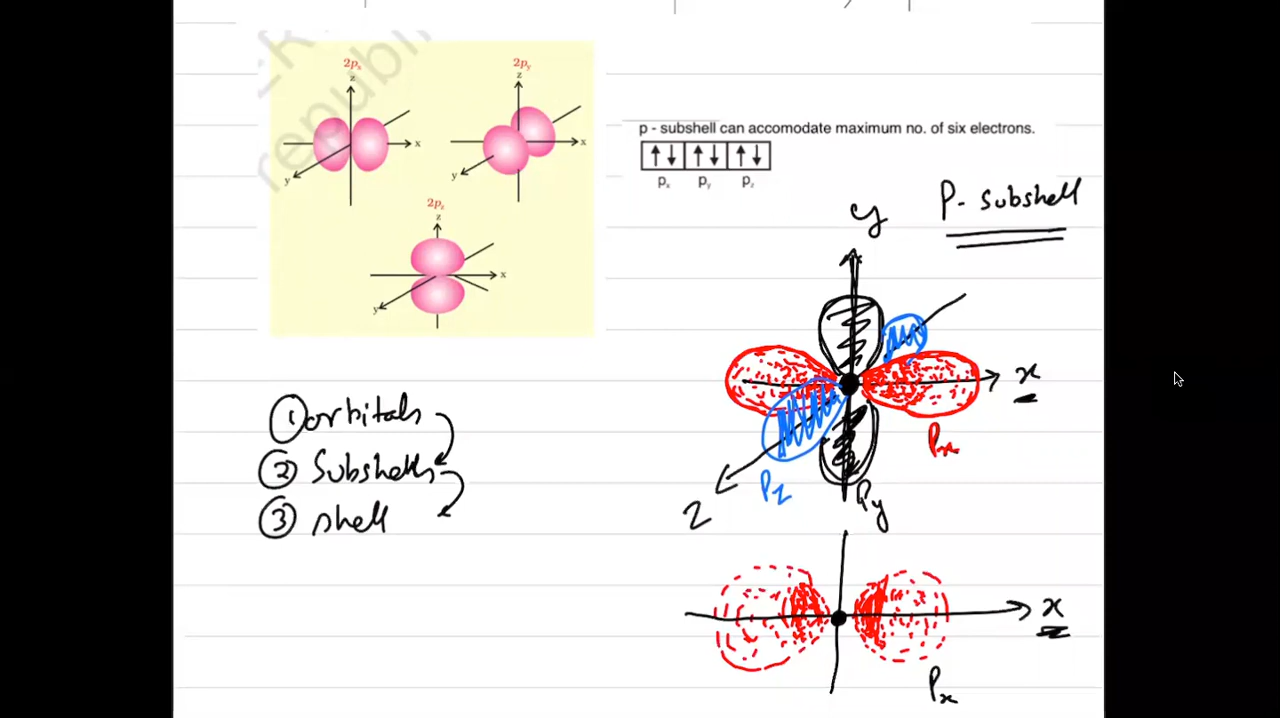 republi
2px
z
x
y
2py
z
x
y
2pz
z
x
y
p - subshell can accomodate maximum no. of six electrons.
px py pz
P- subshell
y
x
Px
Pz
Py
z
① orbitals
② Subshells
③ shell
x
Px